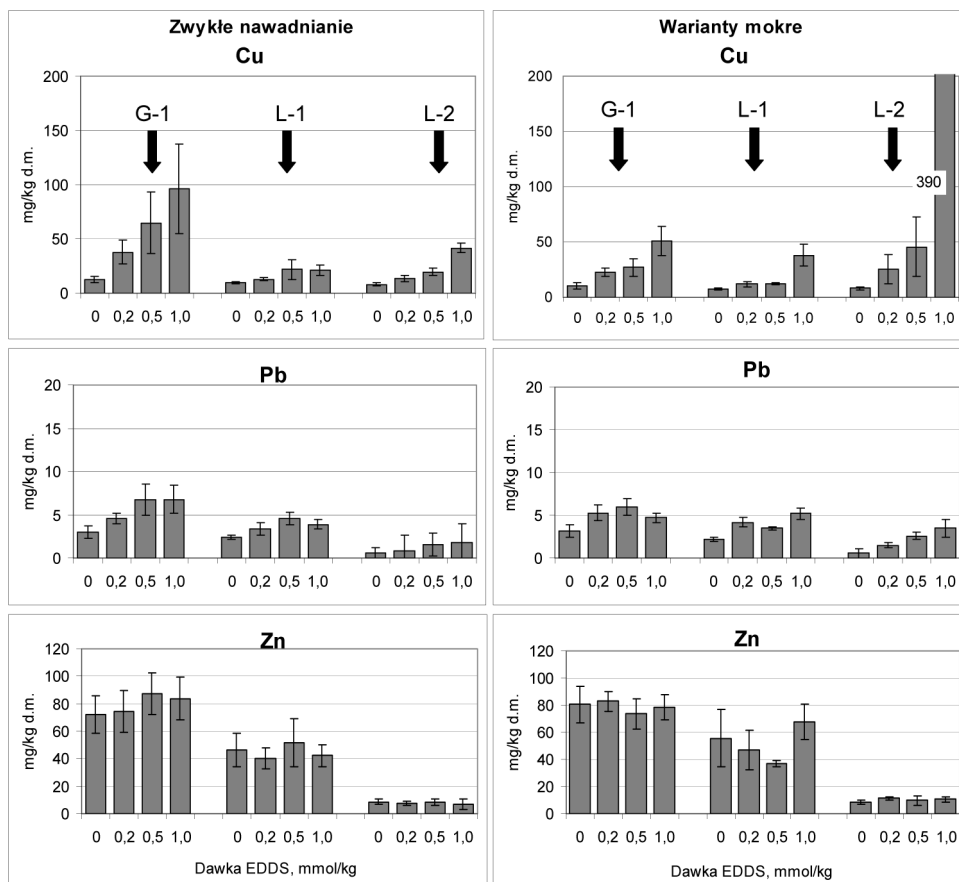 Zwykłe nawadnianie
Cu
G-1 L-1 L-2
mg/kg d.m.
200
150
100
50
0
0 0,2 0,5 1,0 0 0,2 0,5 1,0 0 0,2 0,5 1,0
Warianty mokre
Cu
G-1 L-1 L-2
390
mg/kg d.m.
200
150
100
50
0
0 0,2 0,5 1,0 0 0,2 0,5 1,0 0 0,2 0,5 1,0
Pb
mg/kg d.m.
20
15
10
5
0
0 0,2 0,5 1,0 0 0,2 0,5 1,0 0 0,2 0,5 1,0
Pb
mg/kg d.m.
20
15
10
5
0
0 0,2 0,5 1,0 0 0,2 0,5 1,0 0 0,2 0,5 1,0
Zn
mg/kg d.m.
120
100
80
60
40
20
0
0 0,2 0,5 1,0 0 0,2 0,5 1,0 0 0,2 0,5 1,0
Dawka EDDS, mmol/kg
Zn
mg/kg d.m.
120
100
80
60
40
20
0
0 0,2 0,5 1,0 0 0,2 0,5 1,0 0 0,2 0,5 1,0
Dawka EDDS, mmol/kg